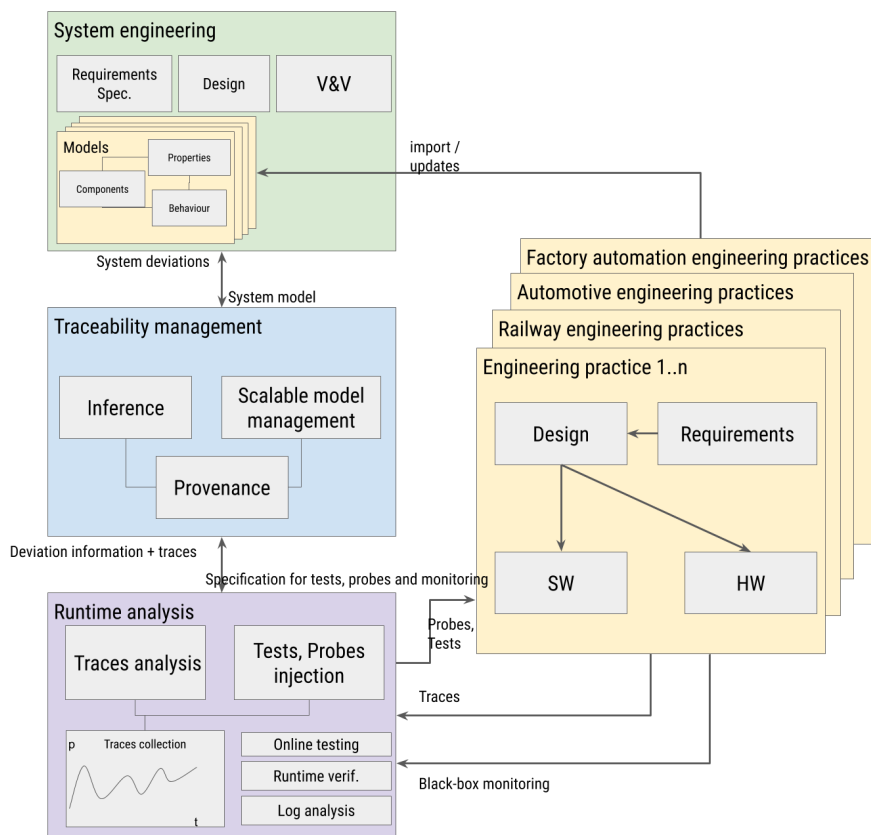 System engineering
Requirements
Spec.
Design
V&V
Models
Properties
Components
Behaviour
import /
updates
System deviations
System model
Traceability management
Inference
Scalable model
management
Provenance
Deviation information + traces
Specification for tests, probes and monitoring
Factory automation engineering practices
Automotive engineering practices
Railway engineering practices
Engineering practice 1..n
Design
Requirements
SW
HW
Runtime analysis
Traces analysis
Tests, Probes
injection
Probes,
Tests
Traces
p
Traces collection
t
Online testing
Runtime verif.
Log analysis
Black-box monitoring